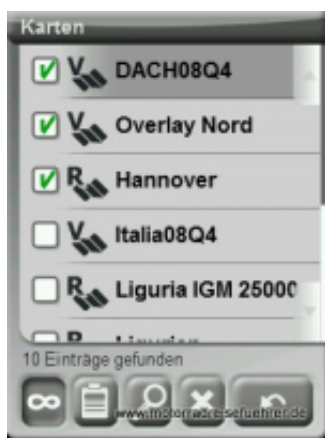 Karten
V DACH08Q4
V Overlay Nord
R Hannover
V Italia08Q4
R Liguria IGM 25000
R
10 Einträge gefunden
www.motorradreisefuehrer.de